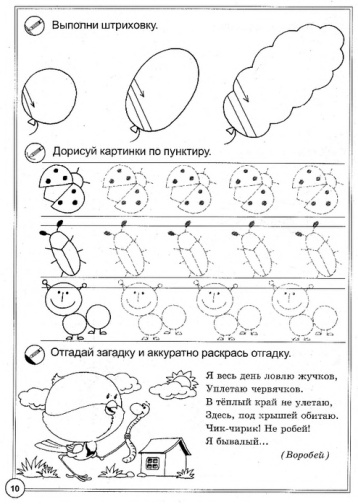 Выполни штриховку.
Дорисуй картинки по пунктиру.
Отгадай загадку и аккуратно раскрась отгадку.
Я весь день ловлю жучков,
Уплетаю червячков.
В тёплый край не улетаю,
Здесь, под крышей обитаю.
Чик-чирик! Не робей!
Я бывалый...
(Воробей)
10